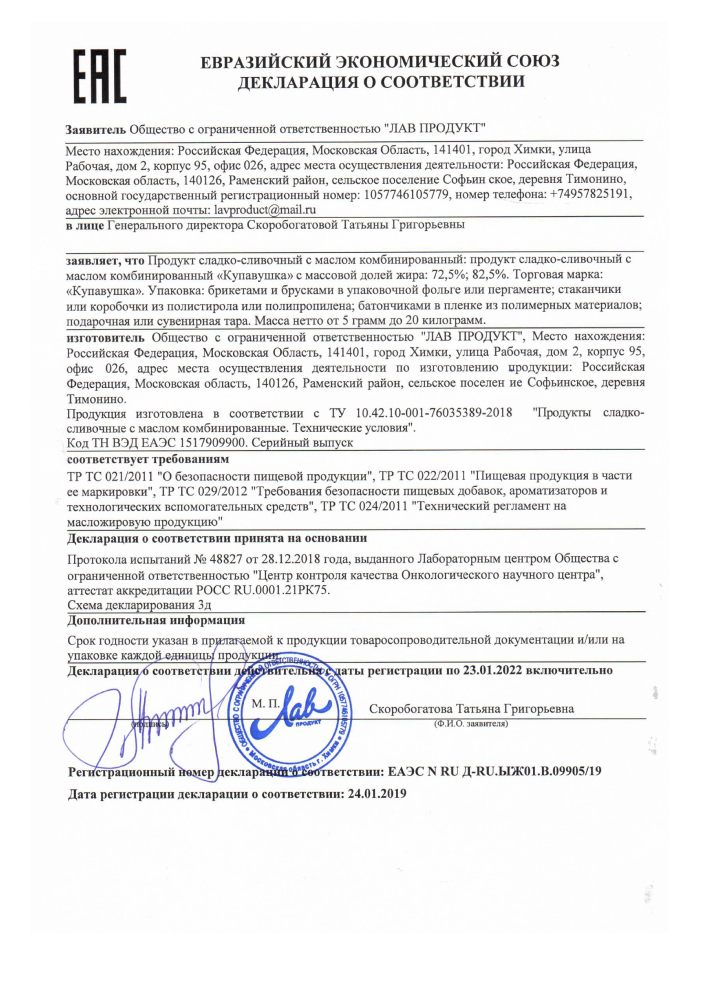 ЕАС
ЕВРАЗИЙСКИЙ ЭКОНОМИЧЕСКИЙ СОЮЗ
ДЕКЛАРАЦИЯ О СООТВЕТСТВИИ
Заявитель Общество с ограниченной ответственностью "ЛАВ ПРОДУКТ"
Место нахождения: Российская Федерация, Московская Область, 141401, город Химки, улица
Рабочая, дом 2, корпус 95, офис 026, адрес места осуществления деятельности: Российская Федерация,
Московская область, 140126, Раменский район, сельское поселение Софьин ское, деревня Тимонино,
основной государственный регистрационный номер: 1057746105779, номер телефона: +74957825191,
адрес электронной почты: lavproduct@mail.ru
в лице Генерального директора Скоробогатовой Татьяны Григорьевны
заявляет, что Продукт сладко-сливочный с маслом комбинированный: продукт сладко-сливочный с
маслом комбинированный «Купавушка» с массовой долей жира: 72,5%; 82,5%. Торговая марка:
«Купавушка». Упаковка: брикетами и брусками в упаковочной фольге или пергаменте; стаканчики
или коробочки из полистирола или полипропилена; батончиками в пленке из полимерных материалов;
подарочная или сувенирная тара. Масса нетто от 5 грамм до 20 килограмм.
изготовитель Общество с ограниченной ответственностью "ЛАВ ПРОДУКТ", Место нахождения:
Российская Федерация, Московская Область, 141401, город Химки, улица Рабочая, дом 2, корпус 95,
офис 026, адрес места осуществления деятельности по изготовлению продукции: Российская
Федерация, Московская область, 140126, Раменский район, сельское поселен ие Софьинское, деревня
Тимонино.
Продукция изготовлена в соответствии с ТУ 10.42.10-001-76035389-2018 "Продукты сладко-
сливочные с маслом комбинированные. Технические условия".
Код ТН ВЭД ЕАЭС 1517909900. Серийный выпуск
соответствует требованиям
ТР ТС 021/2011 "О безопасности пищевой продукции", ТР ТС 022/2011 "Пищевая продукция в части
ее маркировки", ТР ТС 029/2012 "Требования безопасности пищевых добавок, ароматизаторов и
технологических вспомогательных средств", ТР ТС 024/2011 "Технический регламент на
масложировую продукцию"
Декларация о соответствии принята на основании
Протокола испытаний № 48827 от 28.12.2018 года, выданного Лабораторным центром Общества с
ограниченной ответственностью "Центр контроля качества Онкологического научного центра",
аттестат аккредитации РОСС RU.0001.21РК75.
Схема декларирования 3д
Дополнительная информация
Срок годности указан в прилагаемой к продукции товаросопроводительной документации и/или на
упаковке каждой единицы продукции.
Декларация о соответствии действительна с даты регистрации по 23.01.2022 включительно
М. П.
Скоробогатова Татьяна Григорьевна
(подпись)
(Ф.И.О. заявителя)
ОБЩЕСТВО С ОГРАНИЧЕННОЙ ОТВЕТСТВЕННОСТЬЮ ОГРН 1057746105779
Лав
ПРОДУКТ
Московская область г. Химки
Регистрационный номер декларации о соответствии: ЕАЭС N RU Д-RU.ЫЖ01.В.09905/19
Дата регистрации декларации о соответствии: 24.01.2019